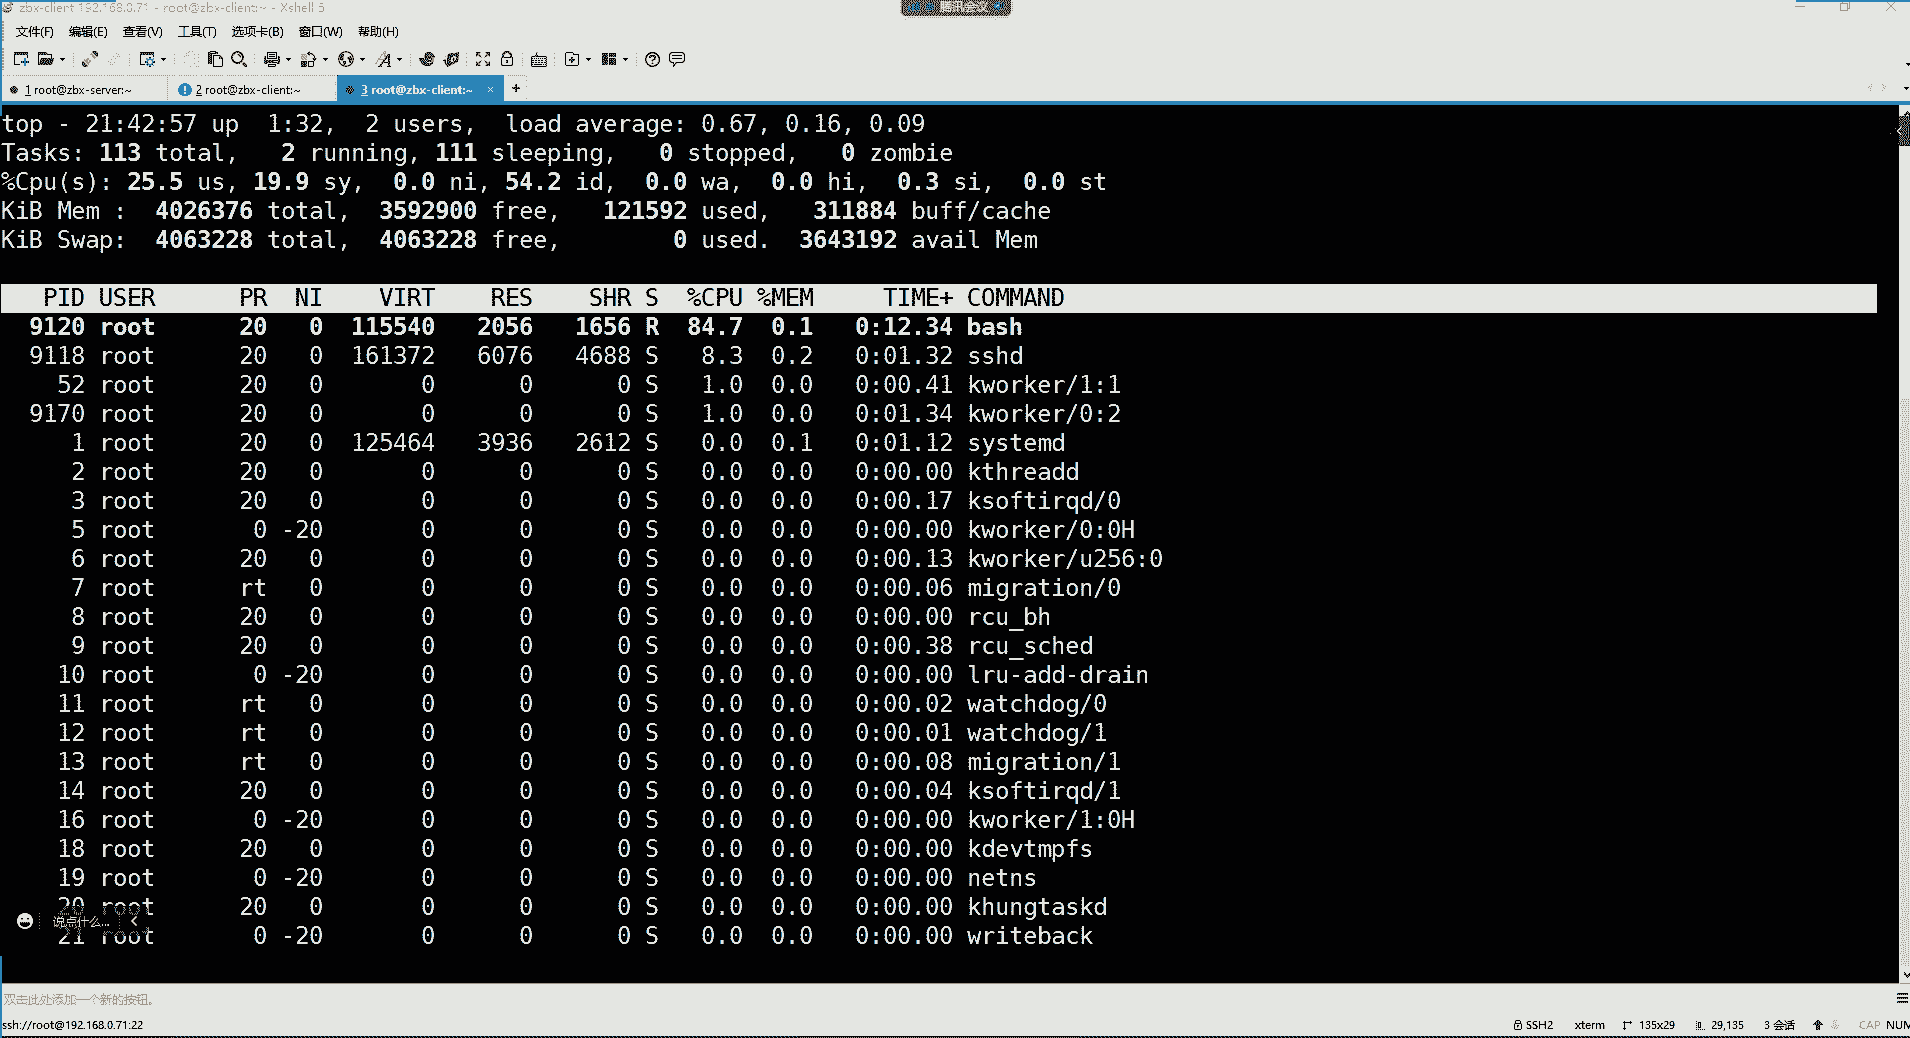 zbx-client 192.168.0.71 - root@zbx-client:~ - Xshell 6
腾讯会议
文件(F) 编辑(E) 查看(V) 工具(T) 选项卡(B) 窗口(W) 帮助(H)
1 root@zbx-server:~ 2 root@zbx-client:~ 3 root@zbx-client:~ × +
top - 21:42:57 up  1:32,  2 users,  load average: 0.67, 0.16, 0.09
Tasks: 113 total,   2 running, 111 sleeping,   0 stopped,   0 zombie
%Cpu(s): 25.5 us, 19.9 sy,  0.0 ni, 54.2 id,  0.0 wa,  0.0 hi,  0.3 si,  0.0 st
KiB Mem :  4026376 total,  3592900 free,   121592 used,   311884 buff/cache
KiB Swap:  4063228 total,  4063228 free,        0 used.  3643192 avail Mem
PID USER      PR  NI    VIRT    RES    SHR S  %CPU %MEM     TIME+ COMMAND
9120 root      20   0  115540   2056   1656 R  84.7  0.1   0:12.34 bash
9118 root      20   0  161372   6076   4688 S   8.3  0.2   0:01.32 sshd
52 root      20   0       0      0      0 S   1.0  0.0   0:00.41 kworker/1:1
9170 root      20   0       0      0      0 S   1.0  0.0   0:01.34 kworker/0:2
1 root      20   0  125464   3936   2612 S   0.0  0.1   0:01.12 systemd
2 root      20   0       0      0      0 S   0.0  0.0   0:00.00 kthreadd
3 root      20   0       0      0      0 S   0.0  0.0   0:00.17 ksoftirqd/0
5 root       0 -20       0      0      0 S   0.0  0.0   0:00.00 kworker/0:0H
6 root      20   0       0      0      0 S   0.0  0.0   0:00.13 kworker/u256:0
7 root      rt   0       0      0      0 S   0.0  0.0   0:00.06 migration/0
8 root      20   0       0      0      0 S   0.0  0.0   0:00.00 rcu_bh
9 root      20   0       0      0      0 S   0.0  0.0   0:00.38 rcu_sched
10 root       0 -20       0      0      0 S   0.0  0.0   0:00.00 lru-add-drain
11 root      rt   0       0      0      0 S   0.0  0.0   0:00.02 watchdog/0
12 root      rt   0       0      0      0 S   0.0  0.0   0:00.01 watchdog/1
13 root      rt   0       0      0      0 S   0.0  0.0   0:00.08 migration/1
14 root      20   0       0      0      0 S   0.0  0.0   0:00.04 ksoftirqd/1
16 root       0 -20       0      0      0 S   0.0  0.0   0:00.00 kworker/1:0H
18 root      20   0       0      0      0 S   0.0  0.0   0:00.00 kdevtmpfs
19 root       0 -20       0      0      0 S   0.0  0.0   0:00.00 netns
20 root      20   0       0      0      0 S   0.0  0.0   0:00.00 khungtaskd
说点什么...
21 root       0 -20       0      0      0 S   0.0  0.0   0:00.00 writeback
双击此处添加一个新的按钮。
ssh://root@192.168.0.71:22 SSH2 xterm 135x29 29,135 3 会话 CAP NUM